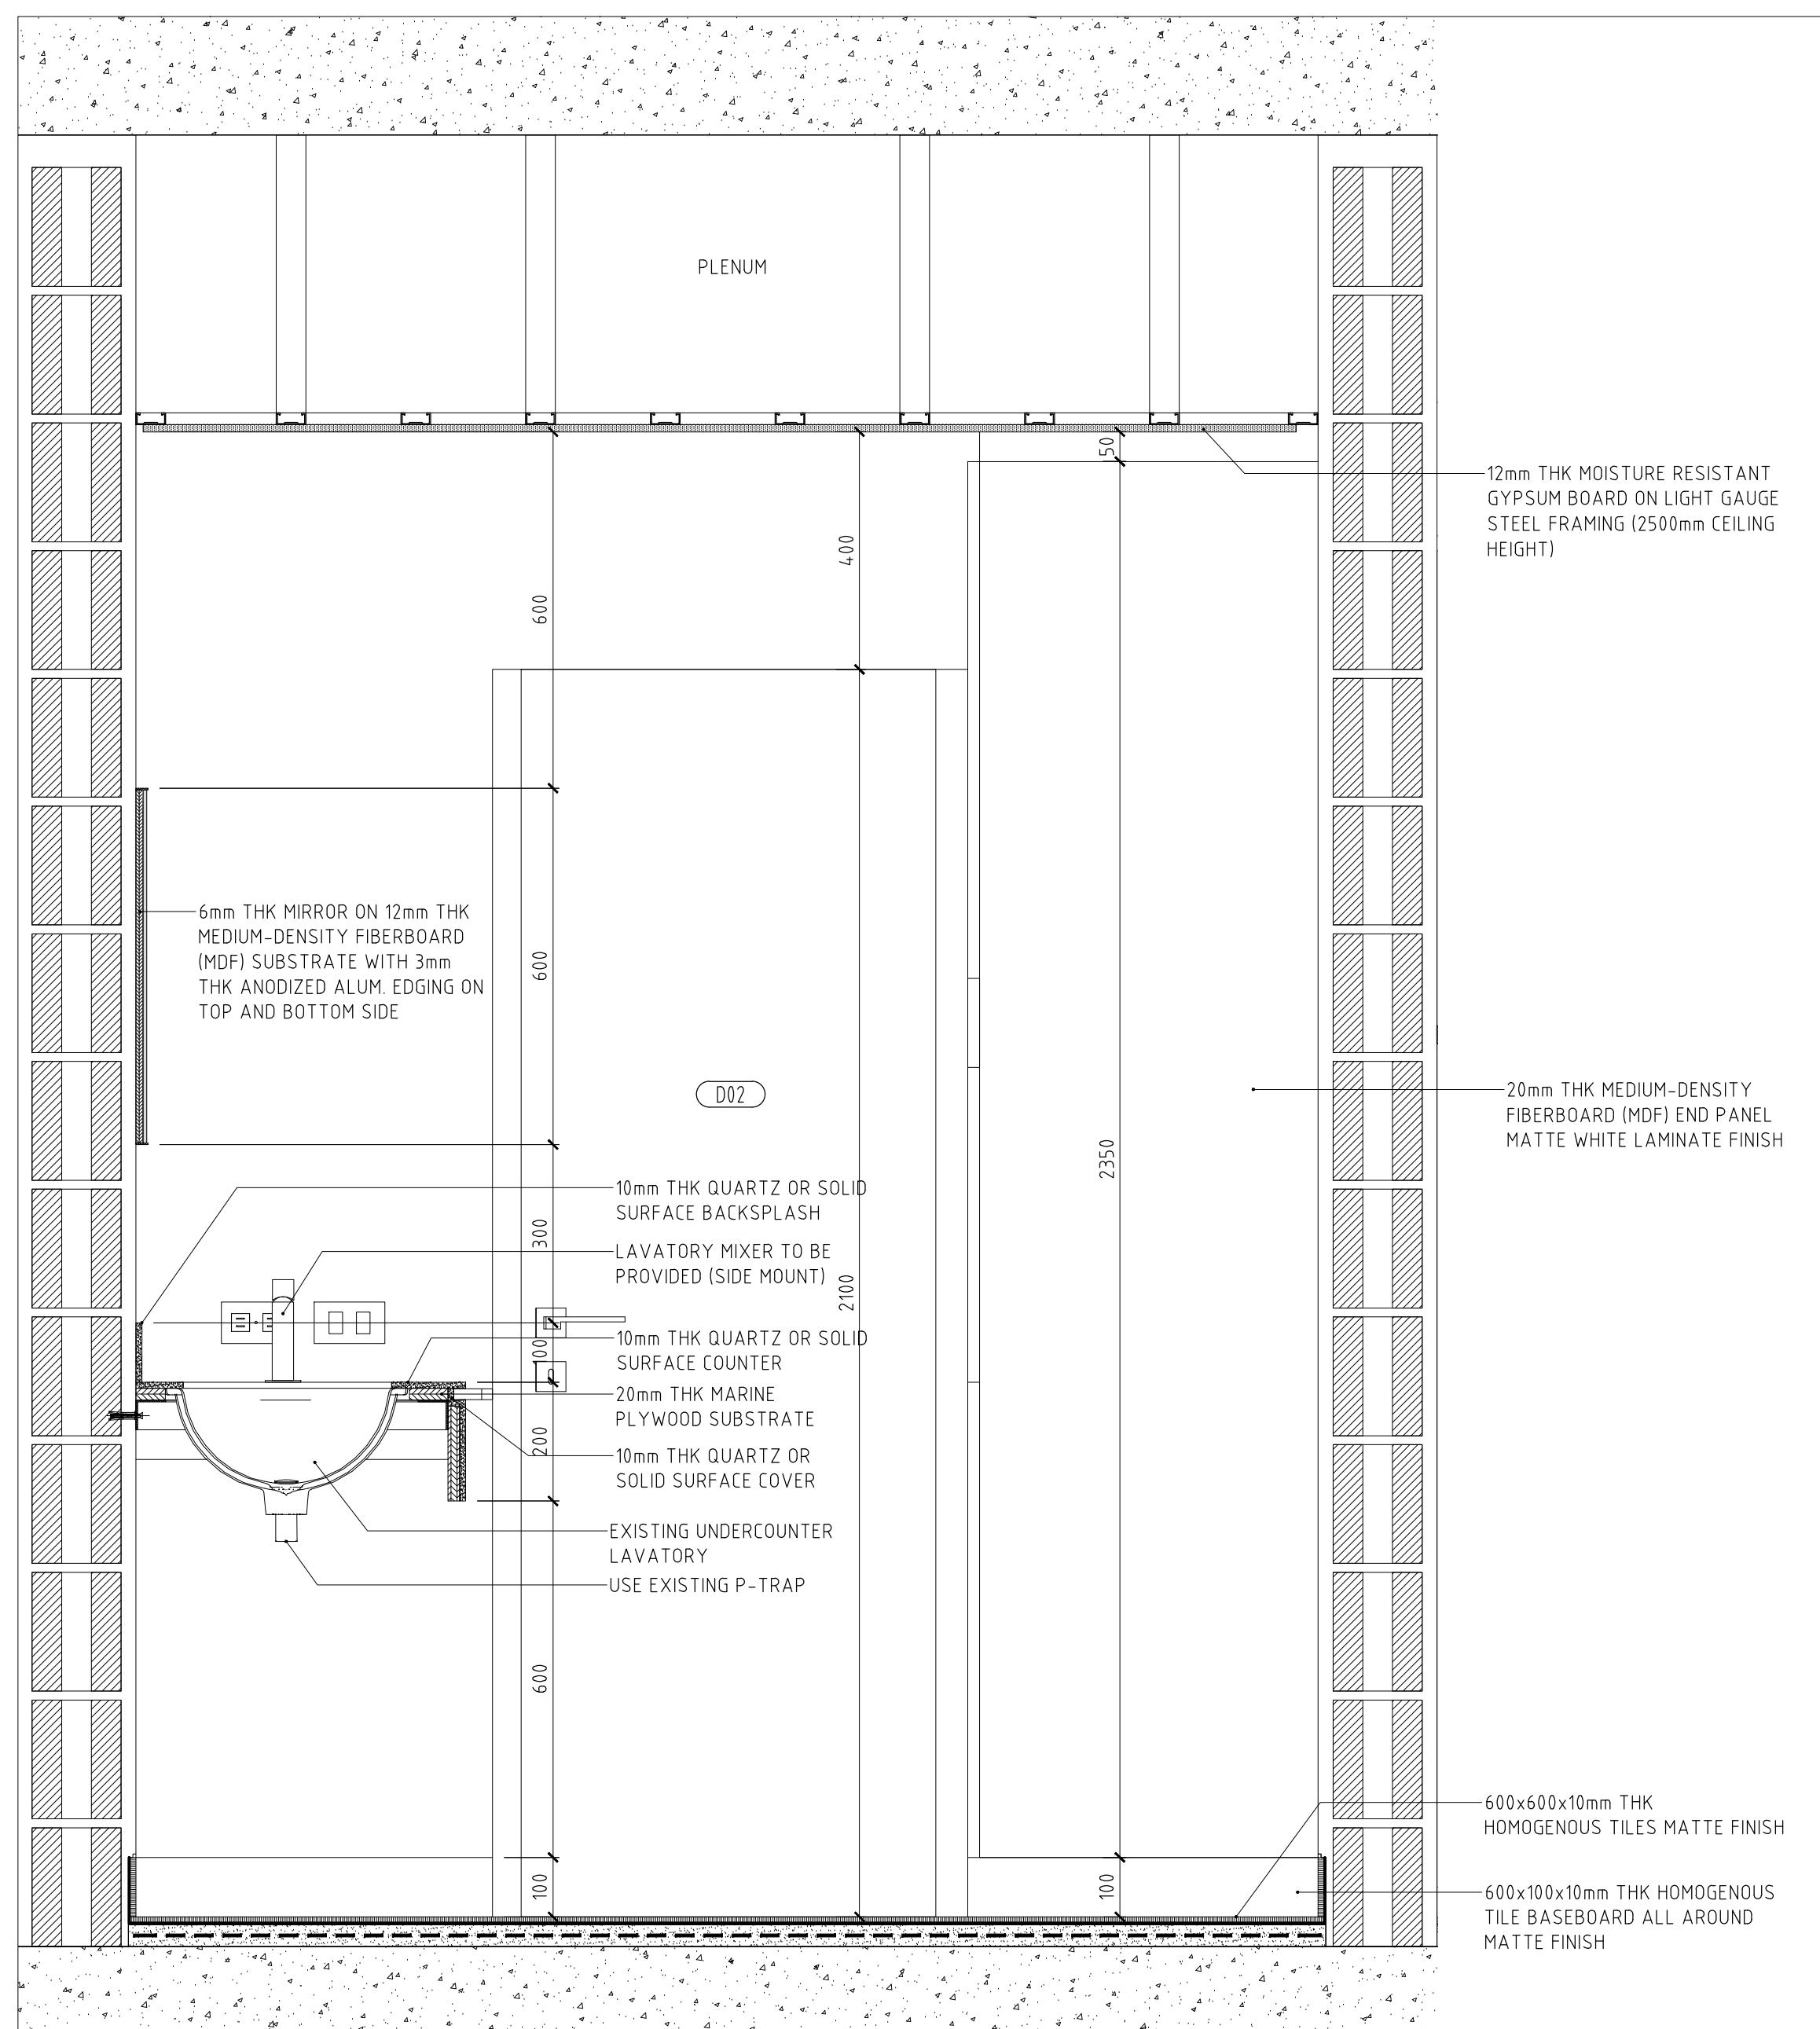 PLENUM
50
12mm THK MOISTURE RESISTANT
GYPSUM BOARD ON LIGHT GAUGE
STEEL FRAMING (2500mm CEILING
HEIGHT)
400
600
6mm THK MIRROR ON 12mm THK
MEDIUM-DENSITY FIBERBOARD
(MDF) SUBSTRATE WITH 3mm
THK ANODIZED ALUM. EDGING ON
TOP AND BOTTOM SIDE
600
D02
20mm THK MEDIUM-DENSITY
FIBERBOARD (MDF) END PANEL
MATTE WHITE LAMINATE FINISH
2350
10mm THK QUARTZ OR SOLID
SURFACE BACKSPLASH
300
LAVATORY MIXER TO BE
PROVIDED (SIDE MOUNT)
2100
10mm THK QUARTZ OR SOLID
SURFACE COUNTER
100
20mm THK MARINE
PLYWOOD SUBSTRATE
200
10mm THK QUARTZ OR
SOLID SURFACE COVER
EXISTING UNDERCOUNTER
LAVATORY
USE EXISTING P-TRAP
600
600x600x10mm THK
HOMOGENOUS TILES MATTE FINISH
100
100
600x100x10mm THK HOMOGENOUS
TILE BASEBOARD ALL AROUND
MATTE FINISH